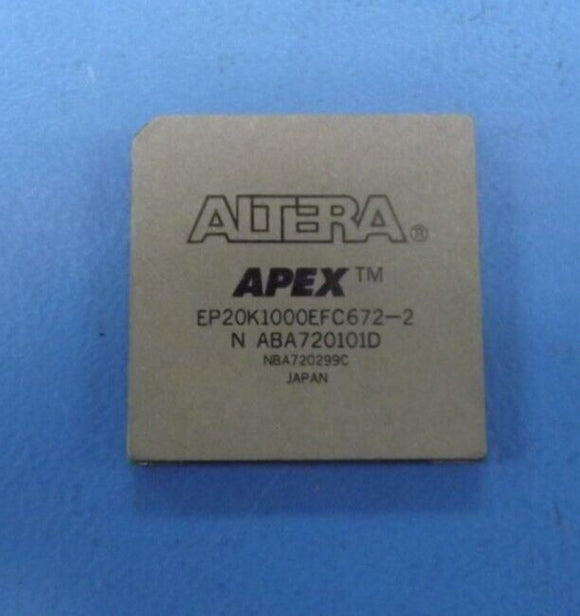 ALTERA®
APEX™
EP20K1000EFC672-2
N ABA720101D
NBA720299C
JAPAN